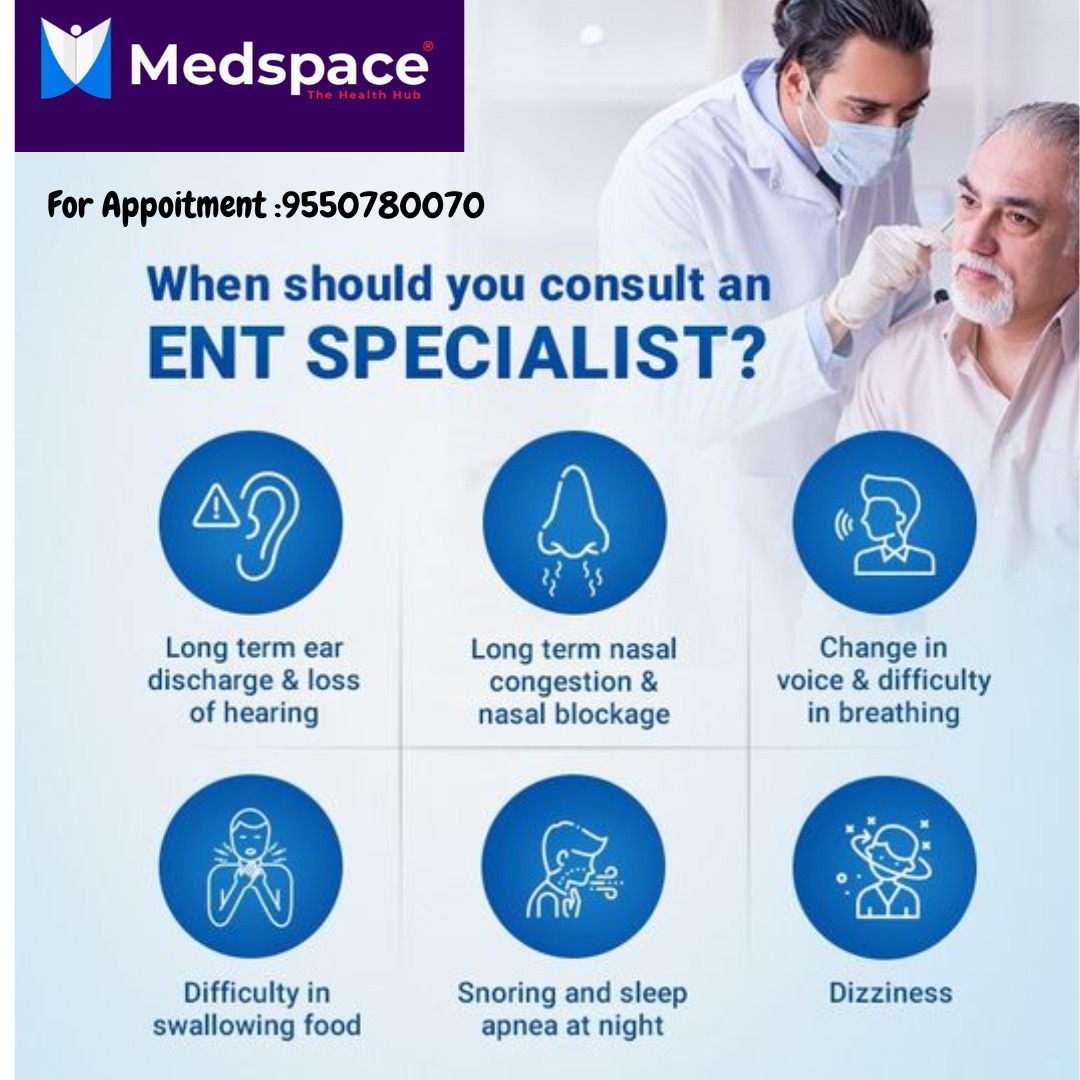 Medspace®
The Health Hub
For Appoitment :9550780070
When should you consult an
ENT SPECIALIST?
Long term ear
discharge & loss
of hearing
Long term nasal
congestion &
nasal blockage
Change in
voice & difficulty
in breathing
Difficulty in
swallowing food
Snoring and sleep
apnea at night
Dizziness